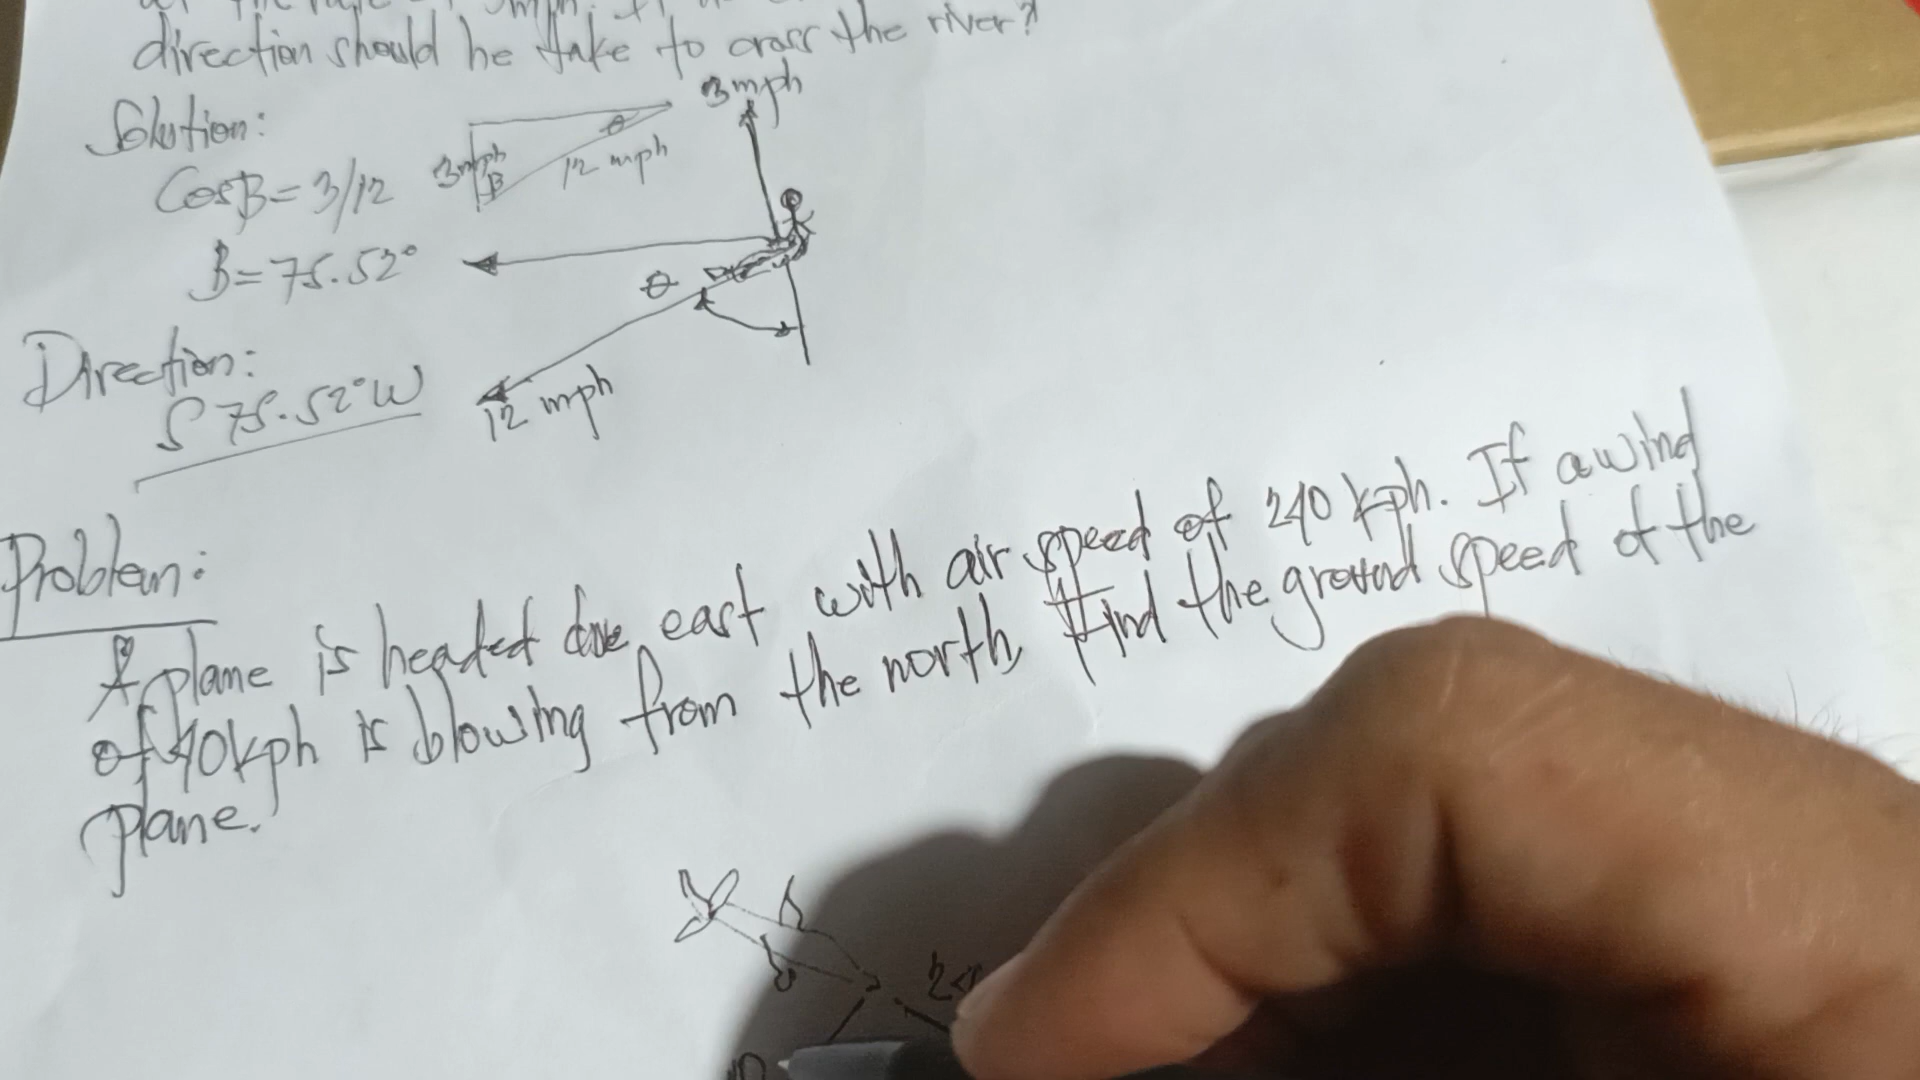 direction should he take to cross the river?
Solution:
3mph
θ
CosB = 3/12
3mph
B
12 mph
B = 75.52°
θ
Direction:
S 75.52° W
12 mph
Problem:
A plane is headed due east with air speed of 240 kph. If a wind
of 40kph is blowing from the north, Find the ground speed of the
plane.